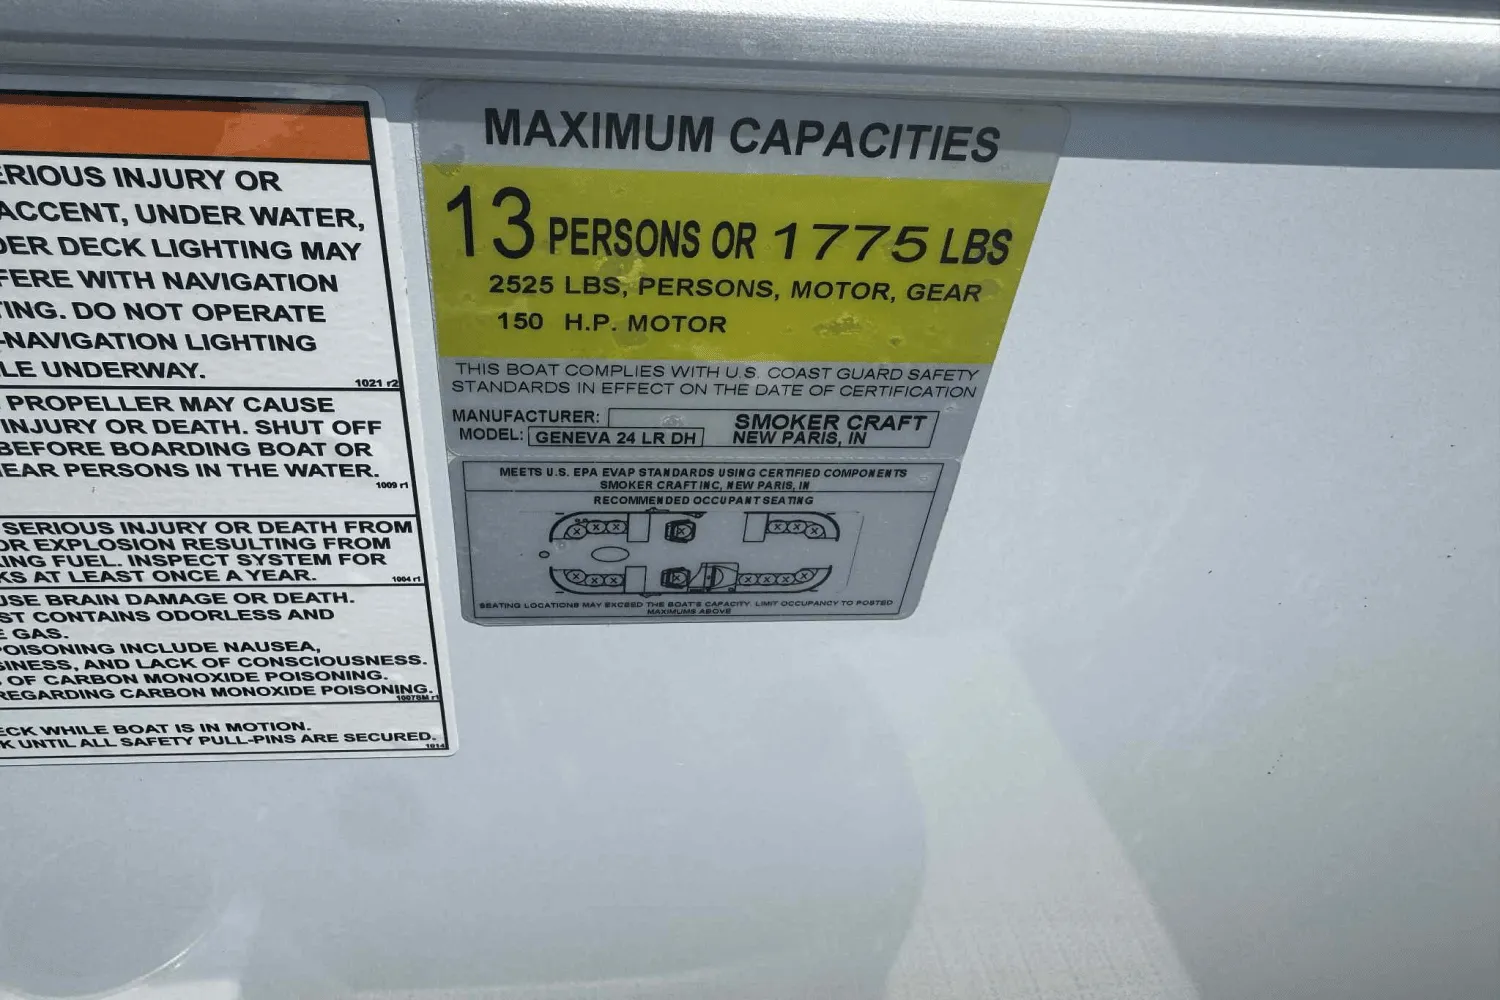 ERIOUS INJURY OR
ACCENT, UNDER WATER,
DER DECK LIGHTING MAY
FERE WITH NAVIGATION
TING. DO NOT OPERATE
-NAVIGATION LIGHTING
LE UNDERWAY.
1021 r2
PROPELLER MAY CAUSE
INJURY OR DEATH. SHUT OFF
BEFORE BOARDING BOAT OR
EAR PERSONS IN THE WATER.
1009 r1
SERIOUS INJURY OR DEATH FROM
OR EXPLOSION RESULTING FROM
ING FUEL. INSPECT SYSTEM FOR
KS AT LEAST ONCE A YEAR.
1004 r1
USE BRAIN DAMAGE OR DEATH.
ST CONTAINS ODORLESS AND
E GAS.
POISONING INCLUDE NAUSEA,
SINESS, AND LACK OF CONSCIOUSNESS.
OF CARBON MONOXIDE POISONING.
REGARDING CARBON MONOXIDE POISONING.
ECK WHILE BOAT IS IN MOTION.
K UNTIL ALL SAFETY PULL-PINS ARE SECURED.
1014
MAXIMUM CAPACITIES
13 PERSONS OR 1775 LBS
2525 LBS, PERSONS, MOTOR, GEAR
150 H.P. MOTOR
THIS BOAT COMPLIES WITH U.S. COAST GUARD SAFETY
STANDARDS IN EFFECT ON THE DATE OF CERTIFICATION
MANUFACTURER: SMOKER CRAFT
MODEL: GENEVA 24 LR DH NEW PARIS, IN
MEETS U.S. EPA EVAP STANDARDS USING CERTIFIED COMPONENTS
SMOKER CRAFT INC, NEW PARIS, IN
RECOMMENDED OCCUPANT SEATING
SEATING LOCATIONS MAY EXCEED THE BOAT'S CAPACITY. LIMIT OCCUPANCY TO POSTED
MAXIMUMS ABOVE